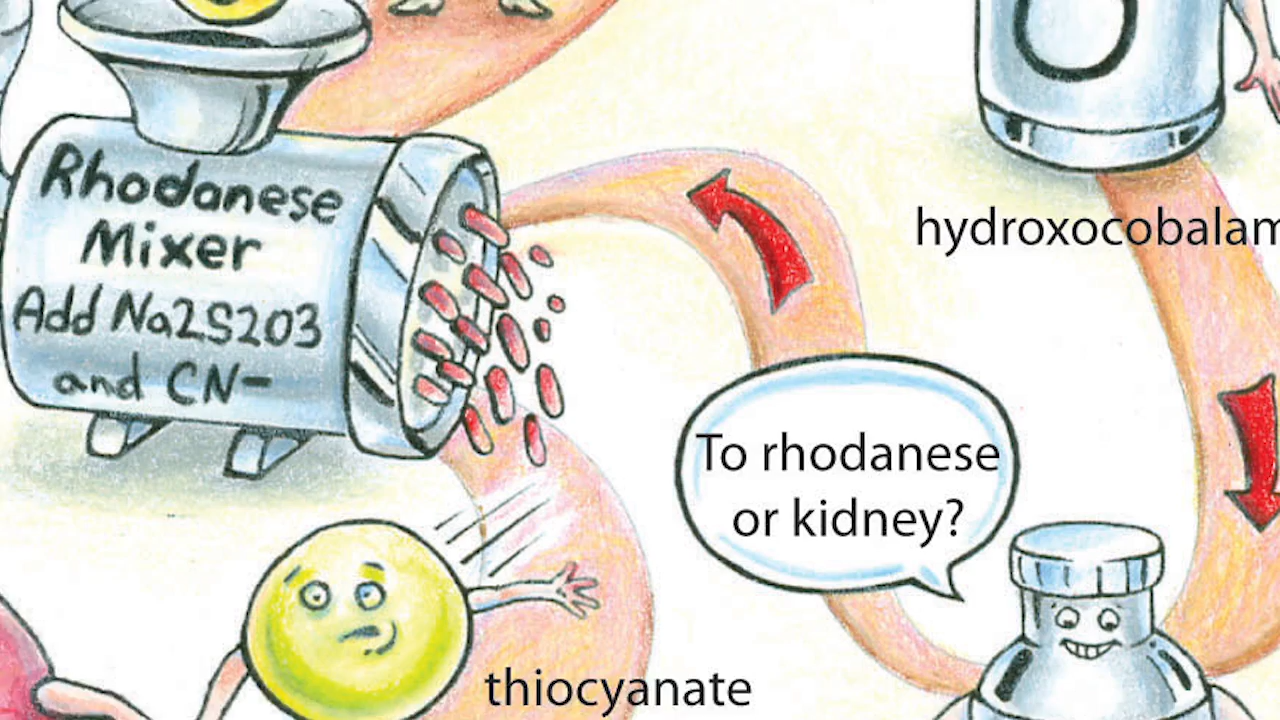 Rhodanese
Mixer
Add Na2S2O3
and CN-
hydroxocobalam
To rhodanese
or kidney?
thiocyanate